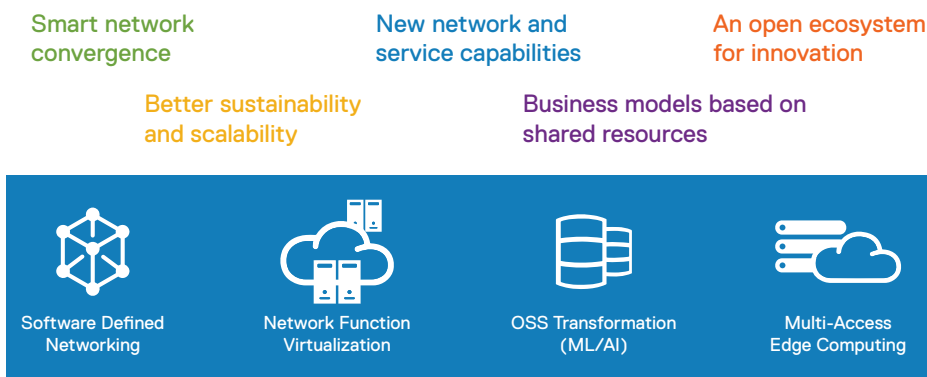 Smart network
convergence
New network and
service capabilities
An open ecosystem
for innovation
Better sustainability
and scalability
Business models based on
shared resources
Software Defined
Networking
Network Function
Virtualization
OSS Transformation
(ML/AI)
Multi-Access
Edge Computing